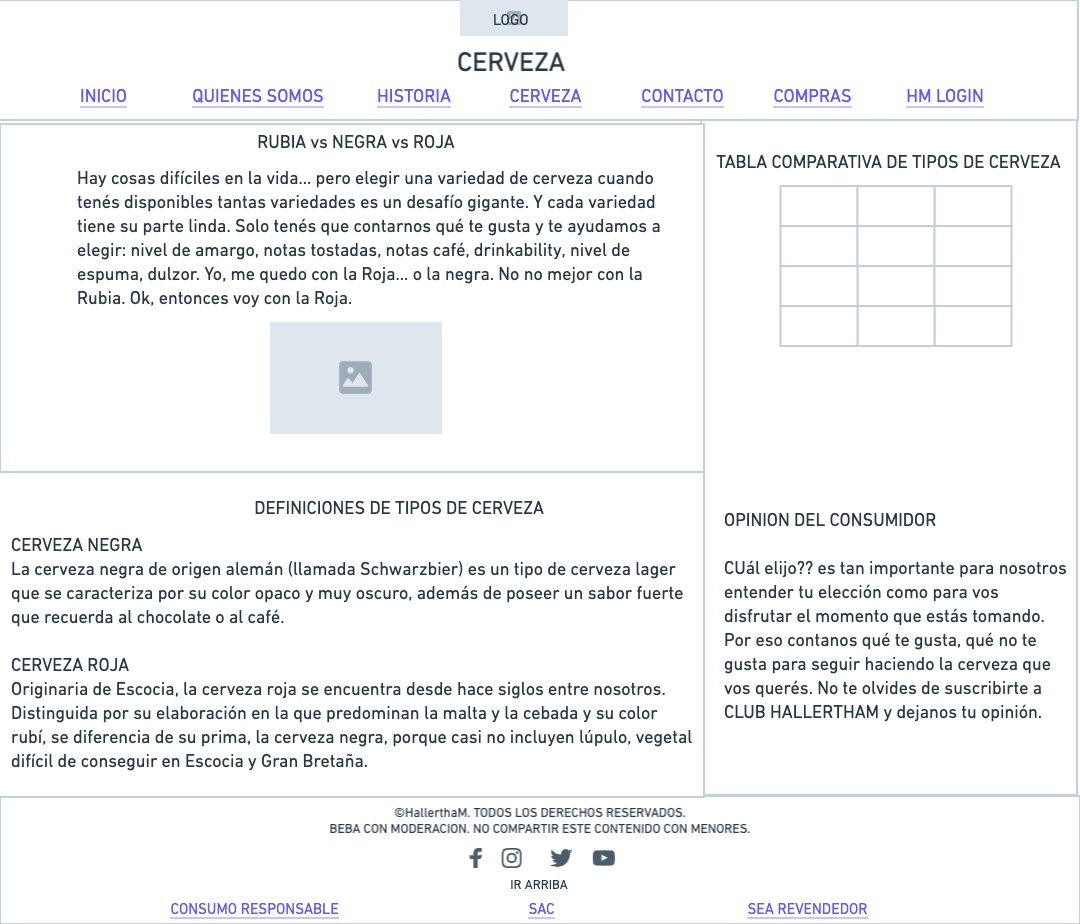 LOGO
CERVEZA
INICIO QUIENES SOMOS HISTORIA CERVEZA CONTACTO COMPRAS HM LOGIN
RUBIA vs NEGRA vs ROJA
Hay cosas difíciles en la vida... pero elegir una variedad de cerveza cuando
tenés disponibles tantas variedades es un desafío gigante. Y cada variedad
tiene su parte linda. Solo tenés que contarnos qué te gusta y te ayudamos a
elegir: nivel de amargo, notas tostadas, notas café, drinkability, nivel de
espuma, dulzor. Yo, me quedo con la Roja... o la negra. No no mejor con la
Rubia. Ok, entonces voy con la Roja.
TABLA COMPARATIVA DE TIPOS DE CERVEZA
DEFINICIONES DE TIPOS DE CERVEZA
CERVEZA NEGRA
La cerveza negra de origen alemán (llamada Schwarzbier) es un tipo de cerveza lager
que se caracteriza por su color opaco y muy oscuro, además de poseer un sabor fuerte
que recuerda al chocolate o al café.
CERVEZA ROJA
Originaria de Escocia, la cerveza roja se encuentra desde hace siglos entre nosotros.
Distinguida por su elaboración en la que predominan la malta y la cebada y su color
rubí, se diferencia de su prima, la cerveza negra, porque casi no incluyen lúpulo, vegetal
difícil de conseguir en Escocia y Gran Bretaña.
OPINION DEL CONSUMIDOR
CUál elijo?? es tan importante para nosotros
entender tu elección como para vos
disfrutar el momento que estás tomando.
Por eso contanos qué te gusta, qué no te
gusta para seguir haciendo la cerveza que
vos querés. No te olvides de suscribirte a
CLUB HALLERTHAM y dejanos tu opinión.
©HallerthaM. TODOS LOS DERECHOS RESERVADOS.
BEBA CON MODERACION. NO COMPARTIR ESTE CONTENIDO CON MENORES.
IR ARRIBA
CONSUMO RESPONSABLE SAC SEA REVENDEDOR